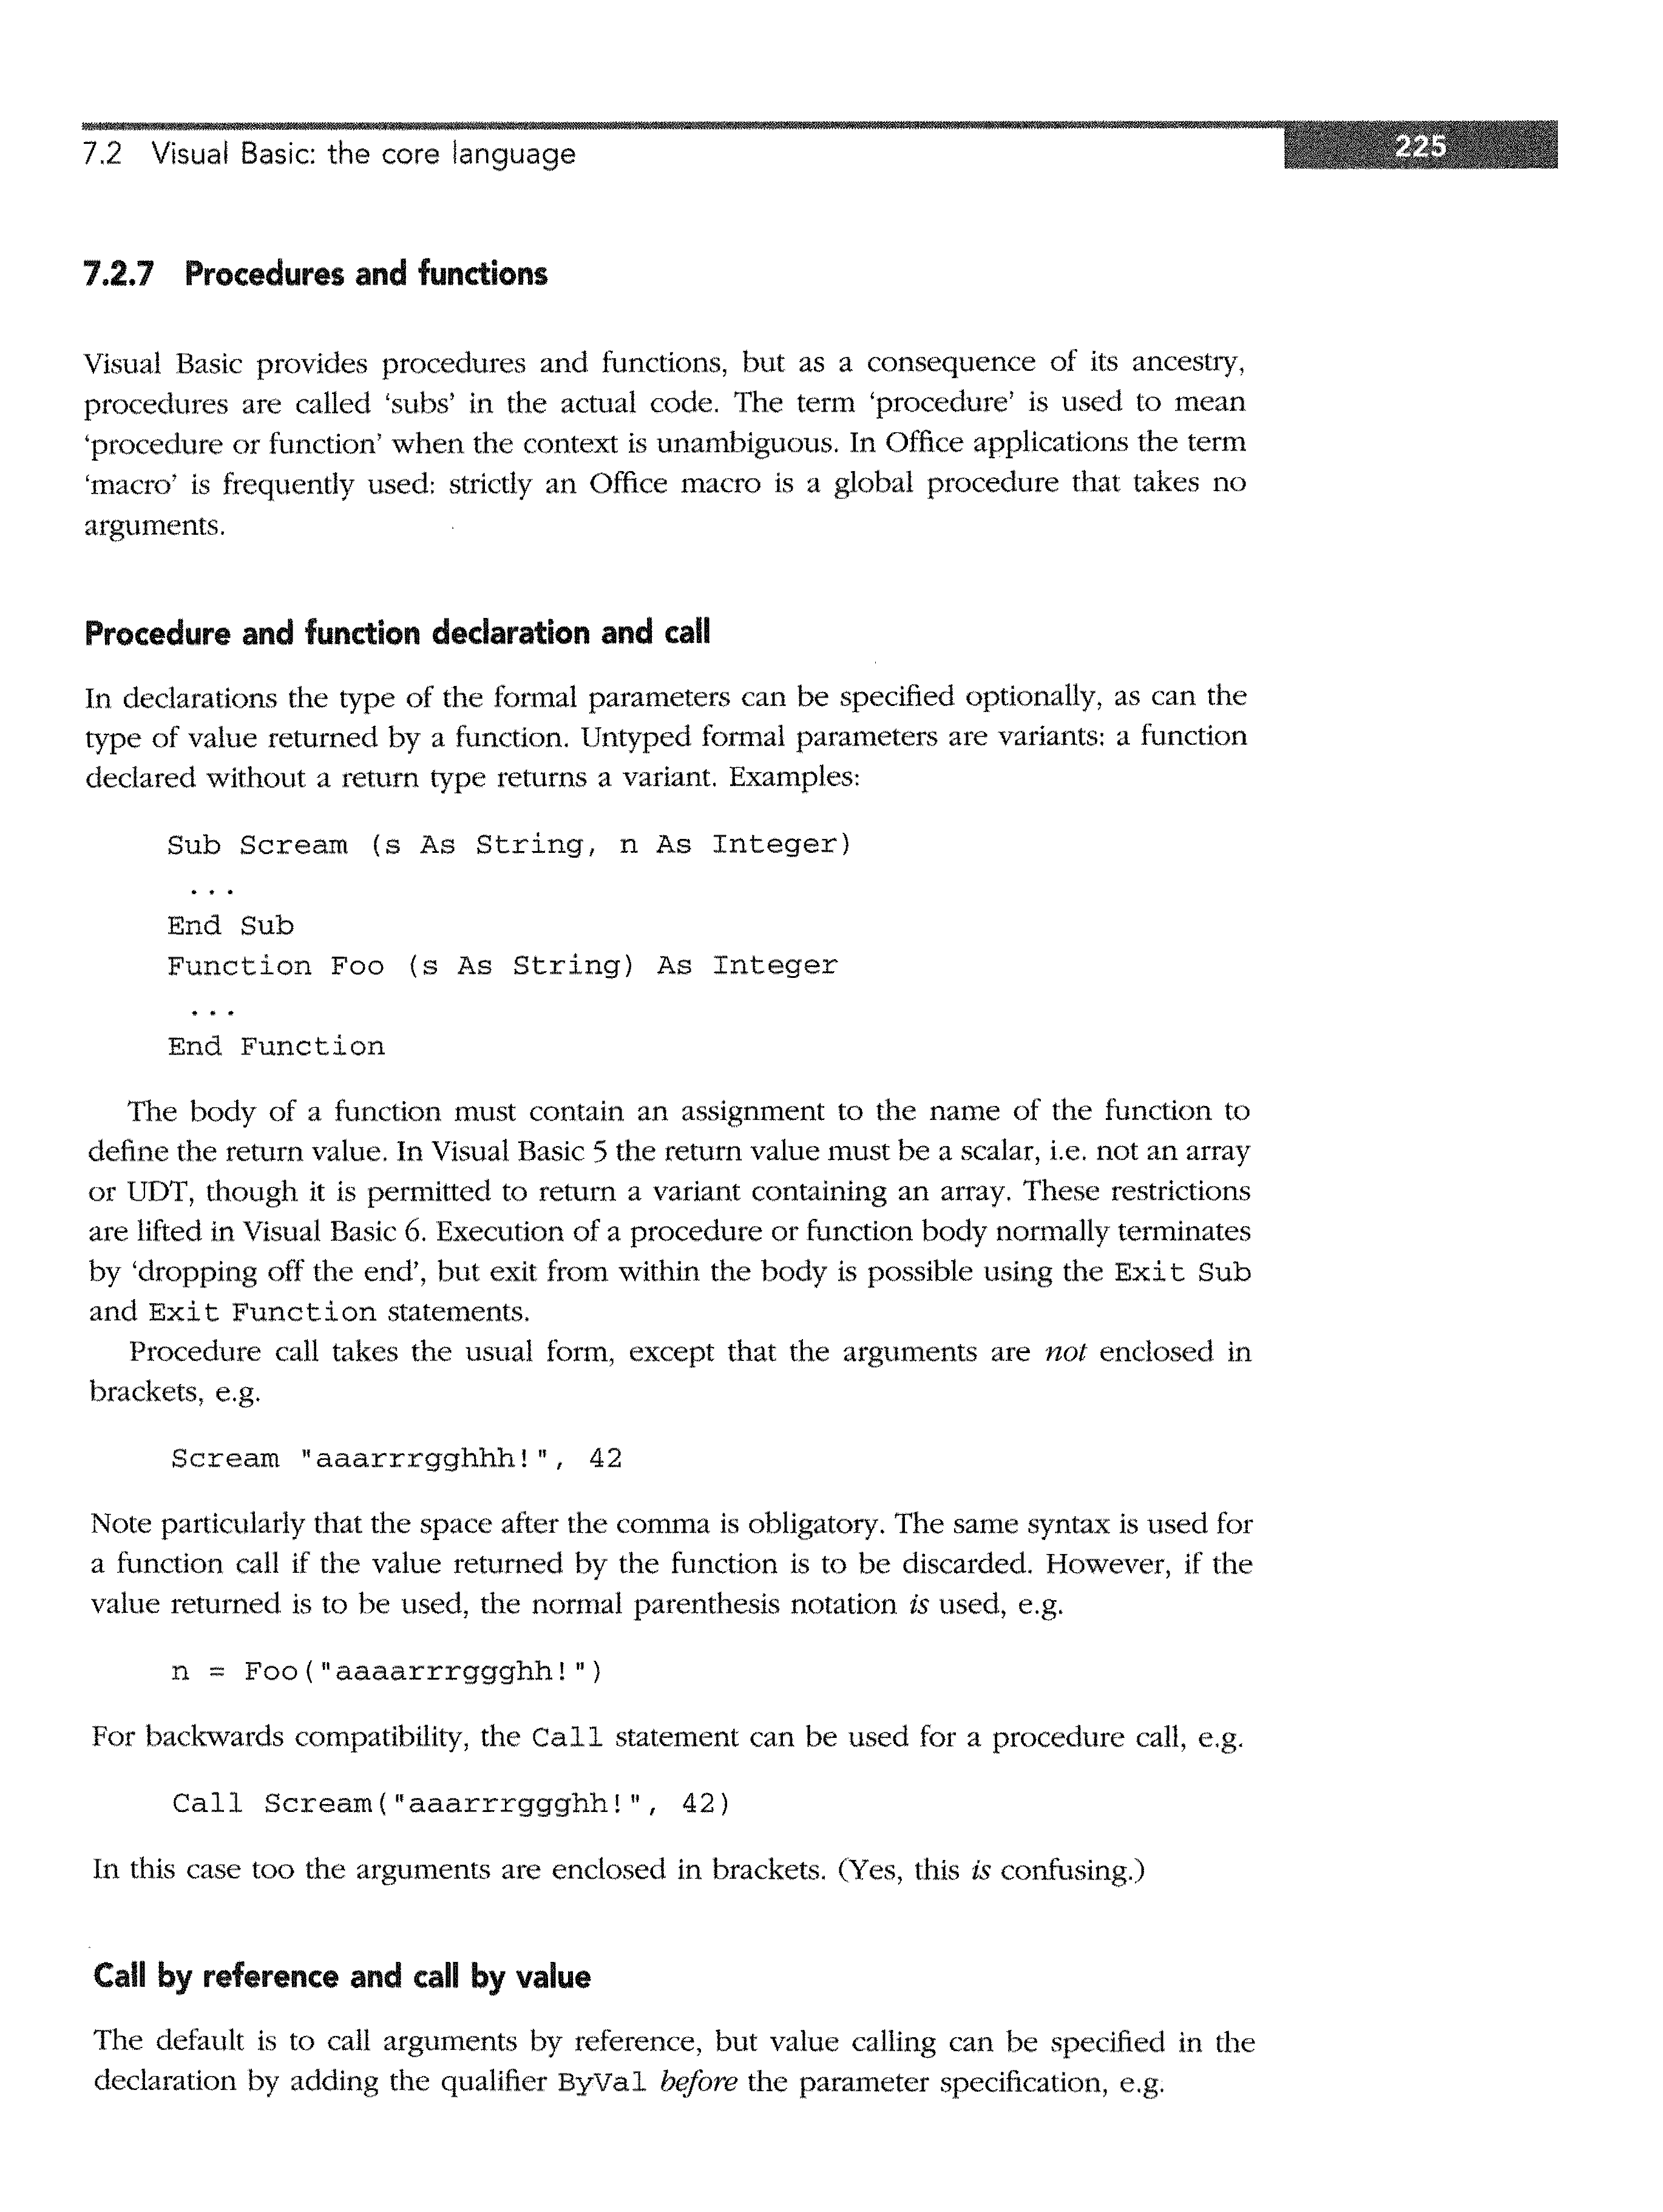 7.2 Visual Basic: the core language
225
7.2.7 Procedures and functions
Visual Basic provides procedures and functions, but as a consequence of its ancestry,
procedures are called ‘subs’ in the actual code. The term ‘procedure’ is used to mean
‘procedure or function’ when the context is unambiguous. In Office applications the term
‘macro’ is frequently used: strictly an Office macro is a global procedure that takes no
arguments.
Procedure and function declaration and call
In declarations the type of the formal parameters can be specified optionally, as can the
type of value returned by a function. Untyped formal parameters are variants: a function
declared without a return type returns a variant. Examples:
Sub Scream (s As String, n As Integer)
...
End Sub
Function Foo (s As String) As Integer
...
End Function
The body of a function must contain an assignment to the name of the function to
define the return value. In Visual Basic 5 the return value must be a scalar, i.e. not an array
or UDT, though it is permitted to return a variant containing an array. These restrictions
are lifted in Visual Basic 6. Execution of a procedure or function body normally terminates
by ‘dropping off the end’, but exit from within the body is possible using the Exit Sub
and Exit Function statements.
Procedure call takes the usual form, except that the arguments are not enclosed in
brackets, e.g.
Scream "aaarrrgghhh!", 42
Note particularly that the space after the comma is obligatory. The same syntax is used for
a function call if the value returned by the function is to be discarded. However, if the
value returned is to be used, the normal parenthesis notation is used, e.g.
n = Foo("aaaarrrggghh!")
For backwards compatibility, the Call statement can be used for a procedure call, e.g.
Call Scream("aaarrrggghh!", 42)
In this case too the arguments are enclosed in brackets. (Yes, this is confusing.)
Call by reference and call by value
The default is to call arguments by reference, but value calling can be specified in the
declaration by adding the qualifier ByVal before the parameter specification, e.g.